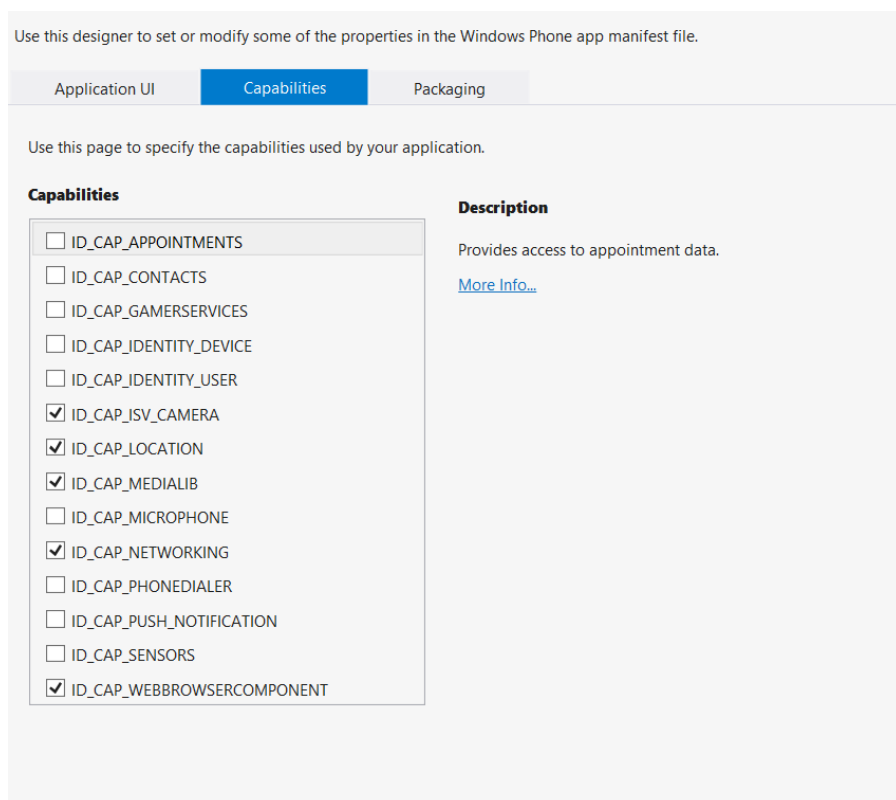 Use this designer to set or modify some of the properties in the Windows Phone app manifest file.
Application UI
Capabilities
Packaging
Use this page to specify the capabilities used by your application.
Capabilities
ID_CAP_APPOINTMENTS
ID_CAP_CONTACTS
ID_CAP_GAMERSERVICES
ID_CAP_IDENTITY_DEVICE
ID_CAP_IDENTITY_USER
ID_CAP_ISV_CAMERA
ID_CAP_LOCATION
ID_CAP_MEDIALIB
ID_CAP_MICROPHONE
ID_CAP_NETWORKING
ID_CAP_PHONEDIALER
ID_CAP_PUSH_NOTIFICATION
ID_CAP_SENSORS
ID_CAP_WEBBROWSERCOMPONENT
Description
Provides access to appointment data.
More Info...